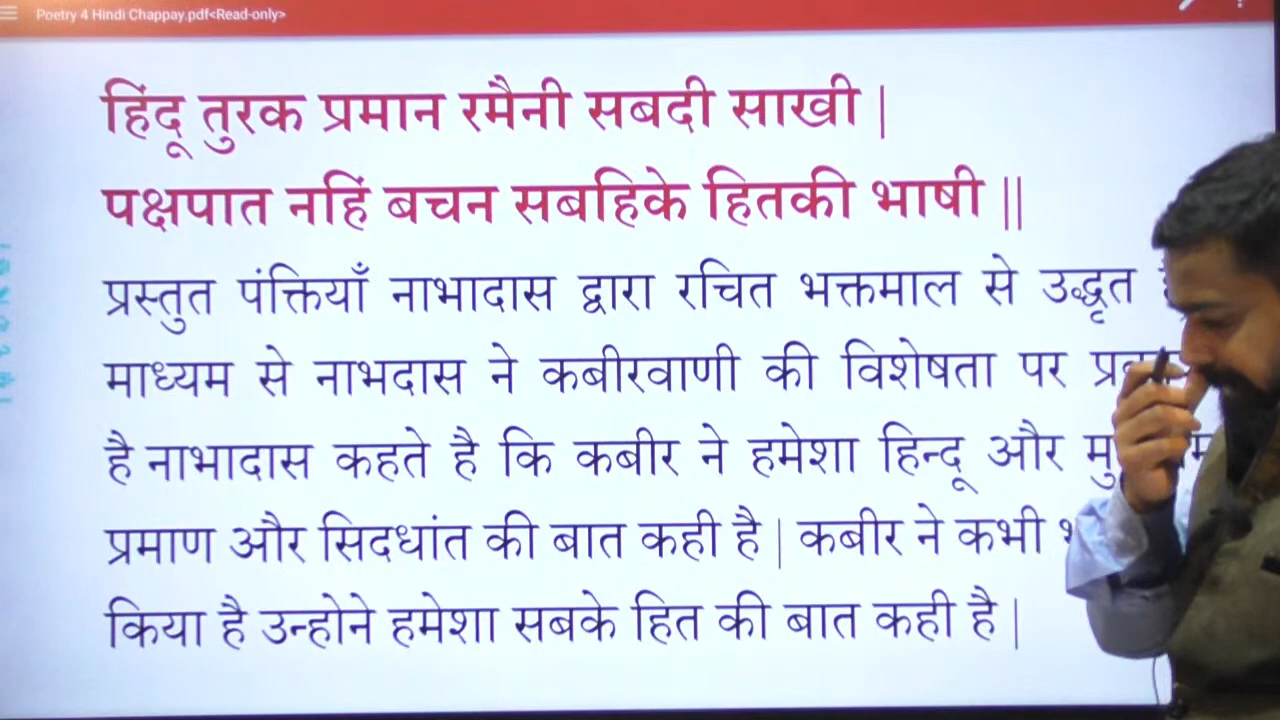 Poetry 4 Hindi Chappay.pdf<Read-only>
हिंदू तुरक प्रमान रमैनी सबदी साखी |
पक्षपात नहिं बचन सबहिके हितकी भाषी ||
प्रस्तुत पंक्तियाँ नाभादास द्वारा रचित भक्तमाल से उद्धृत
माध्यम से नाभदास ने कबीरवाणी की विशेषता पर
है नाभादास कहते है कि कबीर ने हमेशा हिन्दू और
प्रमाण और सिदधांत की बात कही है | कबीर ने कभी
किया है उन्होने हमेशा सबके हित की बात कही है |